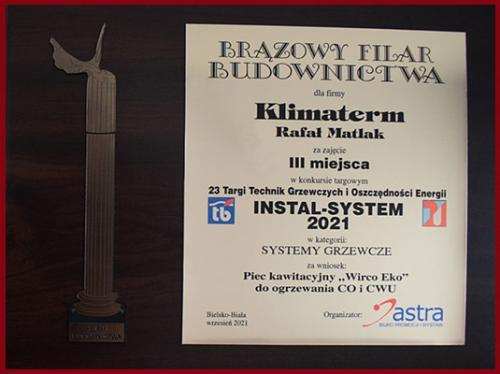 BRĄZOWY FILAR
BUDOWNICTWA
dla firmy
Klimaterm
Rafał Matlak
za zajęcie
III miejsca
w konkursie targowym
23 Targi Technik Grzewczych i Oszczędności Energii
tb
INSTAL-SYSTEM
2021
w kategorii:
SYSTEMY GRZEWCZE
za wniosek:
Piec kawitacyjny „Wirco Eko”
do ogrzewania CO i CWU
Bielsko-Biała
wrzesień 2021
Organizator:
astra
BIURO PROMOCJI I WYSTAW